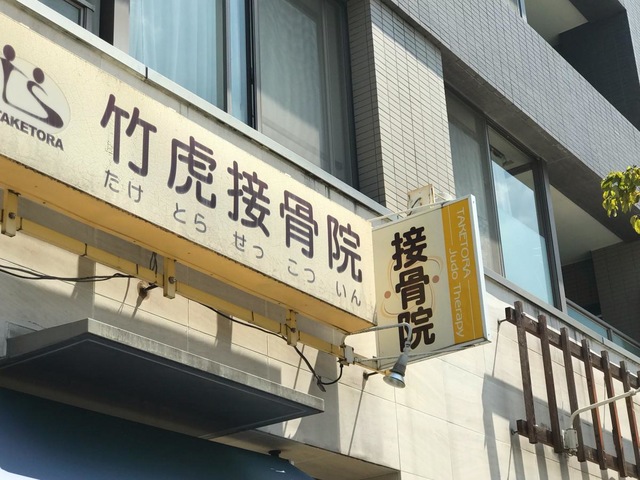 TAKETORA
竹虎接骨院
たけ とら せっ こつ いん
接骨院
TAKETORA
Judo Therapy